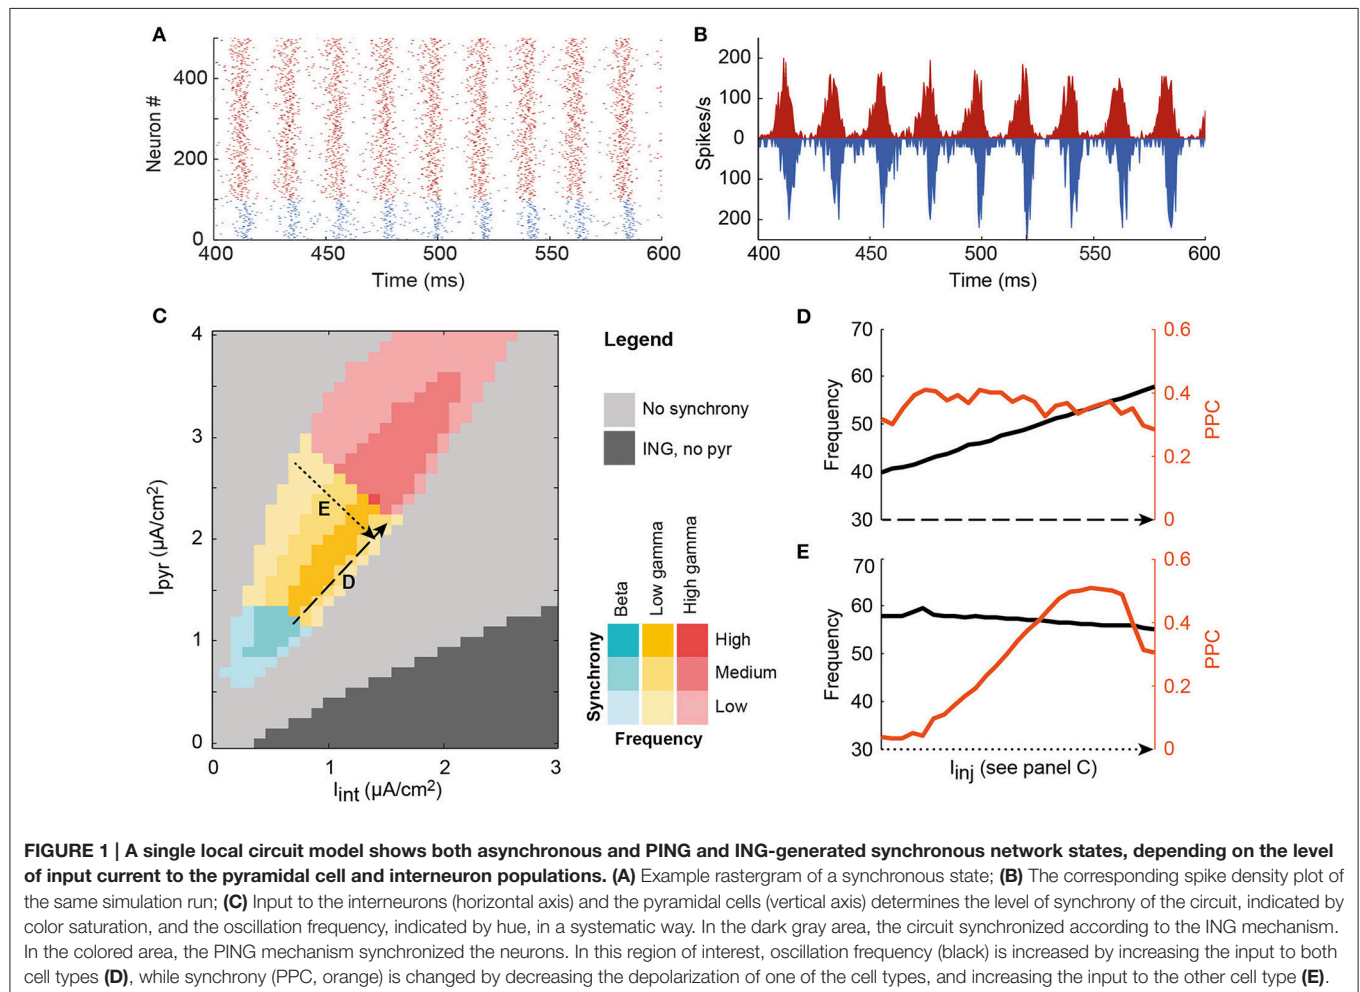 A
400
200
0
Neuron #
400
450
500
550
600
Time (ms)
B
200
100
0
100
200
Spikes/s
400
450
500
550
600
Time (ms)
C
4
3
2
1
0
Ipyr (µA/cm2)
E
D
0
1
2
3
Iint (µA/cm2)
Legend
No synchrony
ING, no pyr
Beta
Low gamma
High gamma
High
Medium
Low
Synchrony
Frequency
D
70
60
50
40
30
Frequency
0.6
0.4
0.2
0
PPC
E
70
60
50
40
30
Frequency
0.6
0.4
0.2
0
PPC
Iinj (see panel C)
FIGURE 1 | A single local circuit model shows both asynchronous and PING and ING-generated synchronous network states, depending on the level
of input current to the pyramidal cell and interneuron populations. (A) Example rastergram of a synchronous state; (B) The corresponding spike density plot of
the same simulation run; (C) Input to the interneurons (horizontal axis) and the pyramidal cells (vertical axis) determines the level of synchrony of the circuit, indicated by
color saturation, and the oscillation frequency, indicated by hue, in a systematic way. In the dark gray area, the circuit synchronized according to the ING mechanism.
In the colored area, the PING mechanism synchronized the neurons. In this region of interest, oscillation frequency (black) is increased by increasing the input to both
cell types (D), while synchrony (PPC, orange) is changed by decreasing the depolarization of one of the cell types, and increasing the input to the other cell type (E).